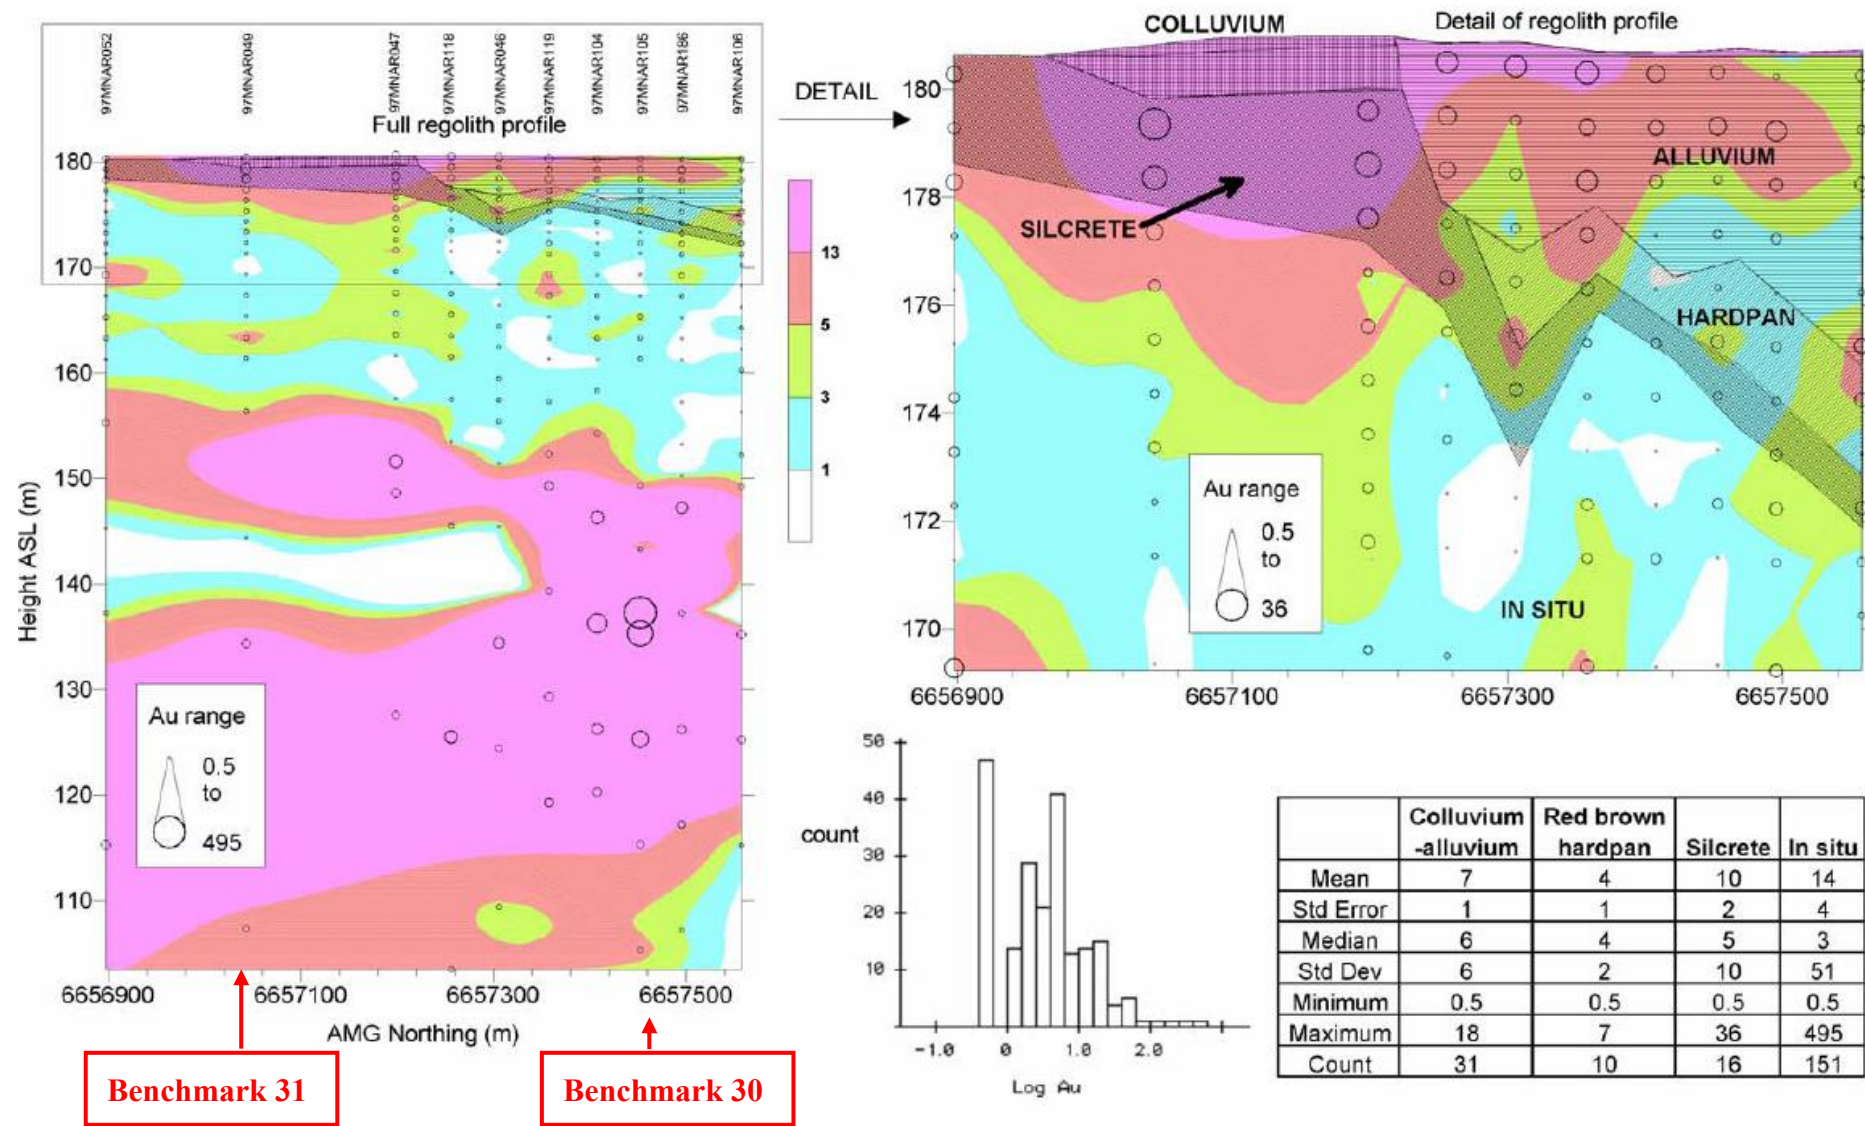 97MNAR052
97MNAR049
97MNAR047
97MNAR118
97MNAR046
97MNAR119
97MNAR104
97MNAR105
97MNAR186
97MNAR106
Full regolith profile
DETAIL
180
170
160
150
140
130
120
110
Height ASL (m)
Au range
0.5
to
495
6656900 6657100 6657300 6657500
AMG Northing (m)
Benchmark 31
Benchmark 30
13
5
3
1
COLLUVIUM
Detail of regolith profile
180
178
176
174
172
170
ALLUVIUM
SILCRETE
HARDPAN
IN SITU
Au range
0.5
to
36
6656900 6657100 6657300 6657500
50
40
30
20
10
count
-1.0 0 1.0 2.0
Log Au
Colluvium Red brown
-alluvium hardpan Silcrete In situ
Mean 7 4 10 14
Std Error 1 1 2 4
Median 6 4 5 3
Std Dev 6 2 10 51
Minimum 0.5 0.5 0.5 0.5
Maximum 18 7 36 495
Count 31 10 16 151